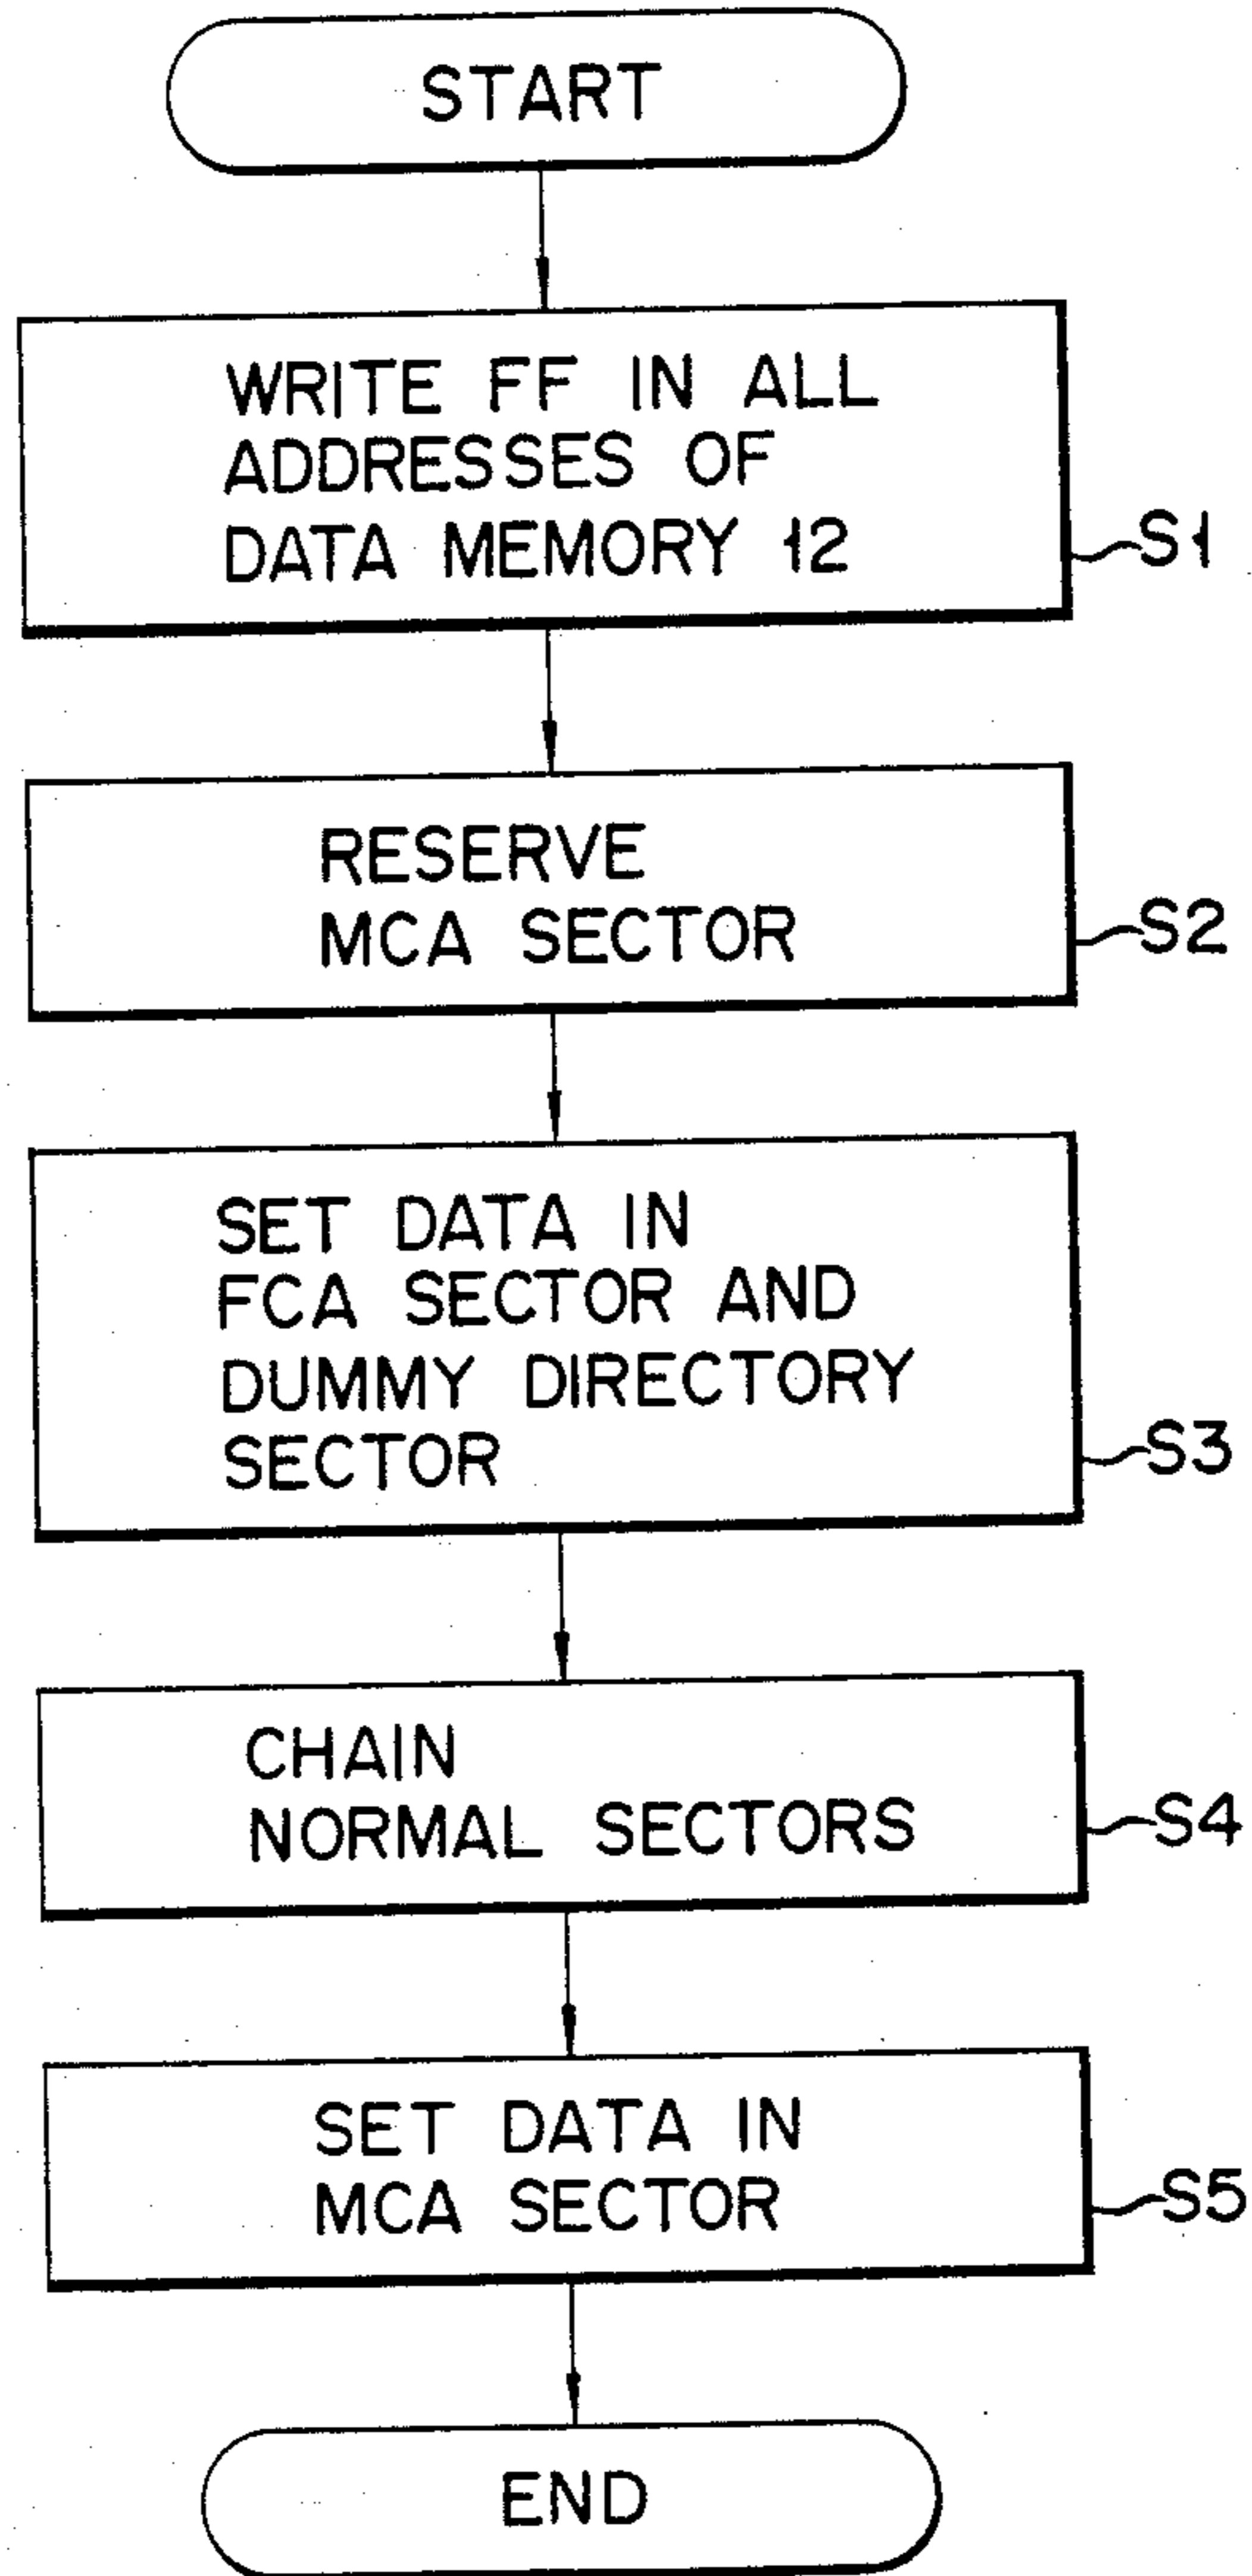 START
WRITE FF IN ALL
ADDRESSES OF
DATA MEMORY 12
S1
RESERVE
MCA SECTOR
S2
SET DATA IN
FCA SECTOR AND
DUMMY DIRECTORY
SECTOR
S3
CHAIN
NORMAL SECTORS
S4
SET DATA IN
MCA SECTOR
S5
END